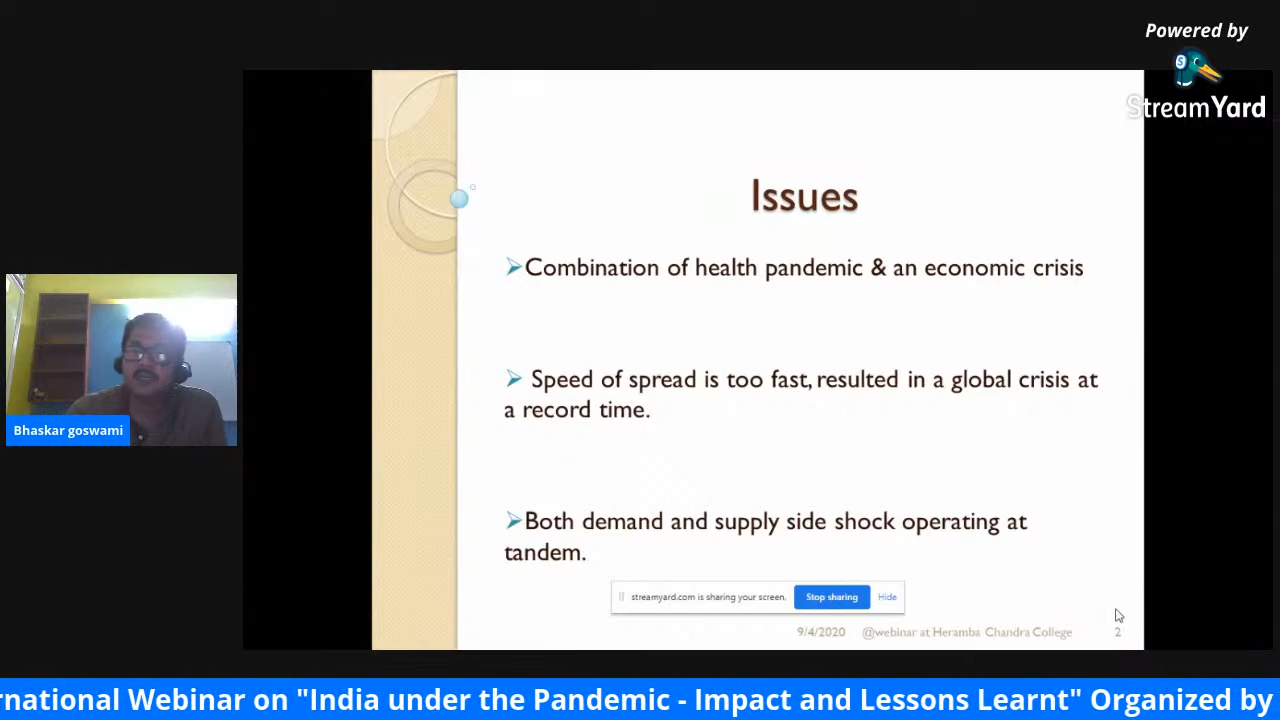 Powered by
StreamYard
Issues
Combination of health pandemic & an economic crisis
Speed of spread is too fast, resulted in a global crisis at
a record time.
Both demand and supply side shock operating at
tandem.
Bhaskar goswami
streamyard.com is sharing your screen. Stop sharing Hide
9/4/2020 @webinar at Heramba Chandra College 2
rnational Webinar on "India under the Pandemic - Impact and Lessons Learnt" Organized by